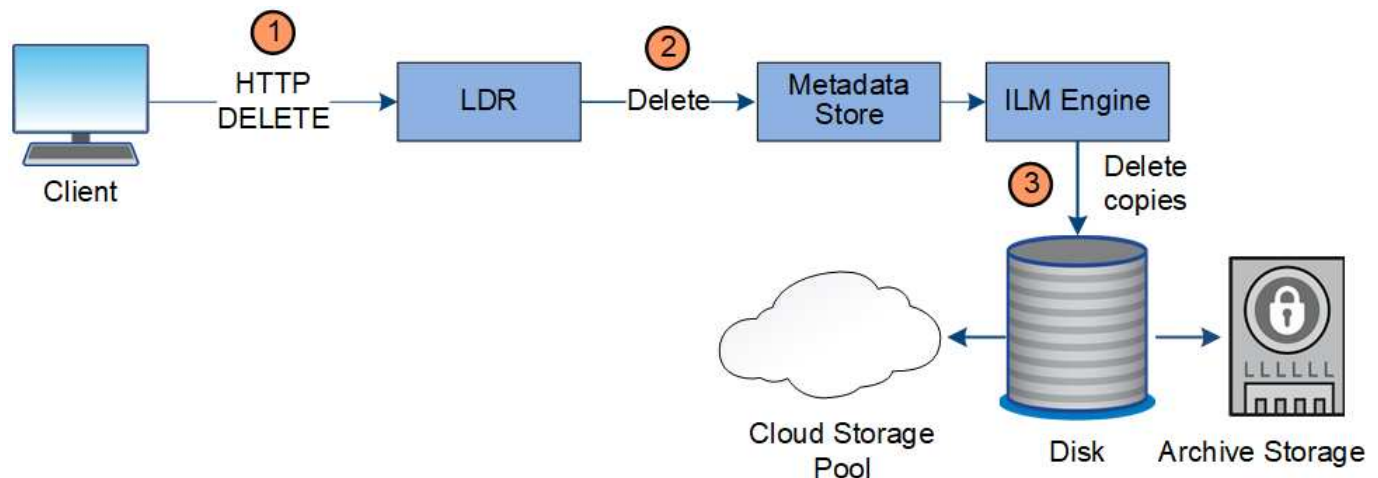 1
HTTP
DELETE
Client
LDR
2
Delete
Metadata
Store
ILM Engine
3
Delete
copies
Cloud Storage
Pool
Disk
LLLLLL
Archive Storage